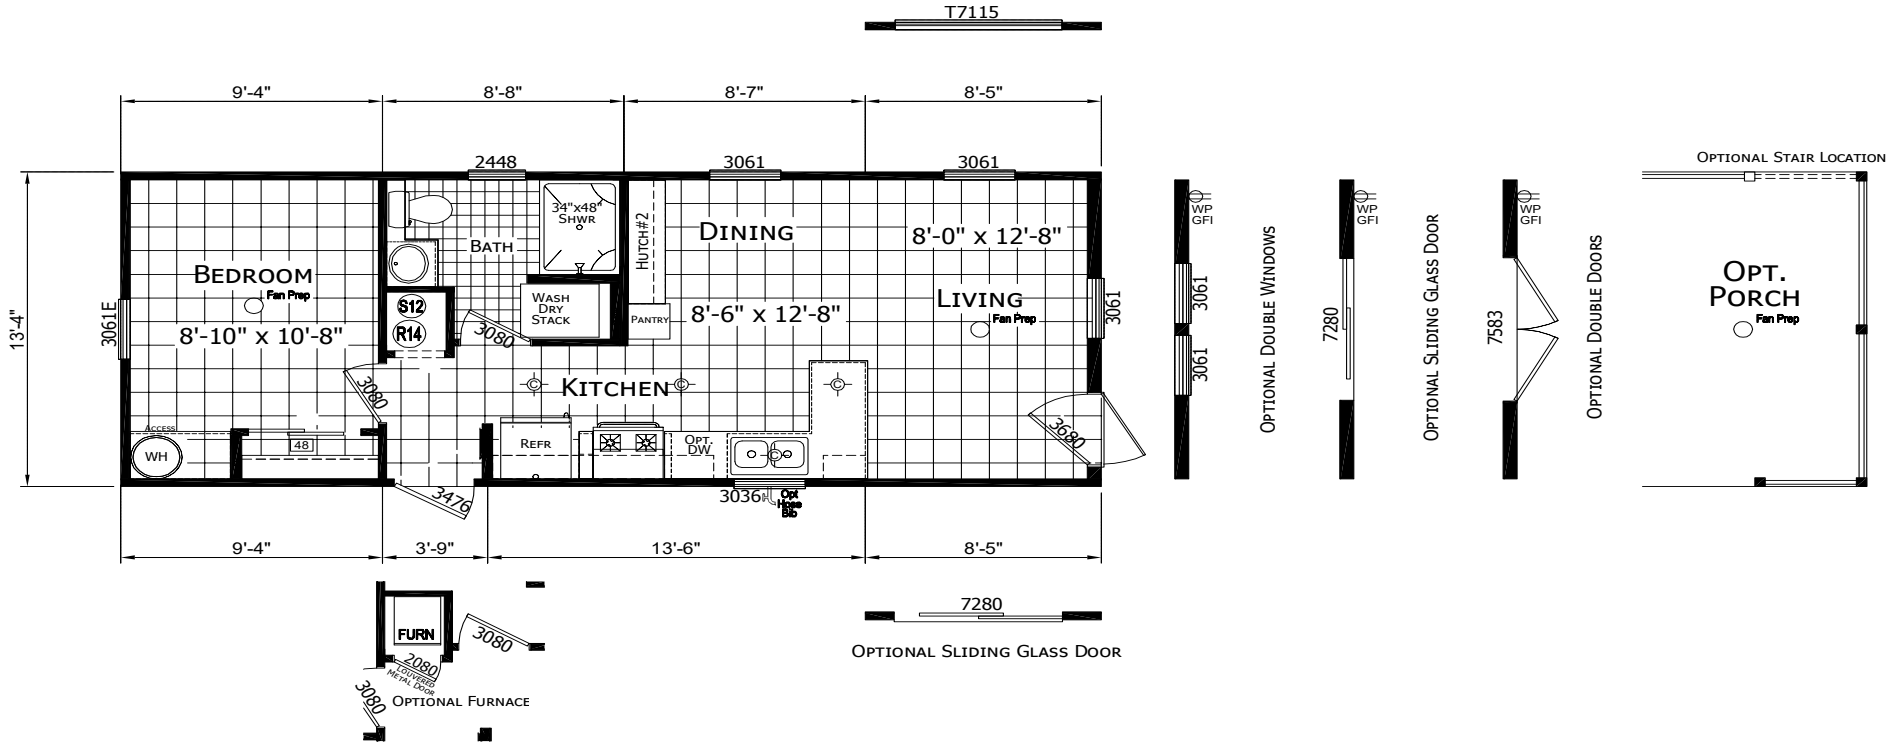 T7115
9'-4"
8'-8"
8'-7"
8'-5"
2448
3061
3061
OPTIONAL STAIR LOCATION
13'-4"
3061E
BEDROOM
Fan Prep
8'-10" x 10'-8"
BATH
34"x48"
SHWR
S12
R14
WASH
DRY
STACK
3080
HUTCH#2
PANTRY
DINING
8'-6" x 12'-8"
8'-0" x 12'-8"
LIVING
Fan Prep
3061
KITCHEN
C
C
C
3080
ACCESS
WH
48
REFR
OPT.
DW
C
3680
3476
3036
Opt
Hose
Bib
9'-4"
3'-9"
13'-6"
8'-5"
WP
GFI
3061
3061
OPTIONAL DOUBLE WINDOWS
WP
GFI
7280
OPTIONAL SLIDING GLASS DOOR
WP
GFI
7583
OPTIONAL DOUBLE DOORS
OPT.
PORCH
Fan Prep
FURN
3080
2080
LOUVERED
METAL DOOR
3080
OPTIONAL FURNACE
7280
OPTIONAL SLIDING GLASS DOOR